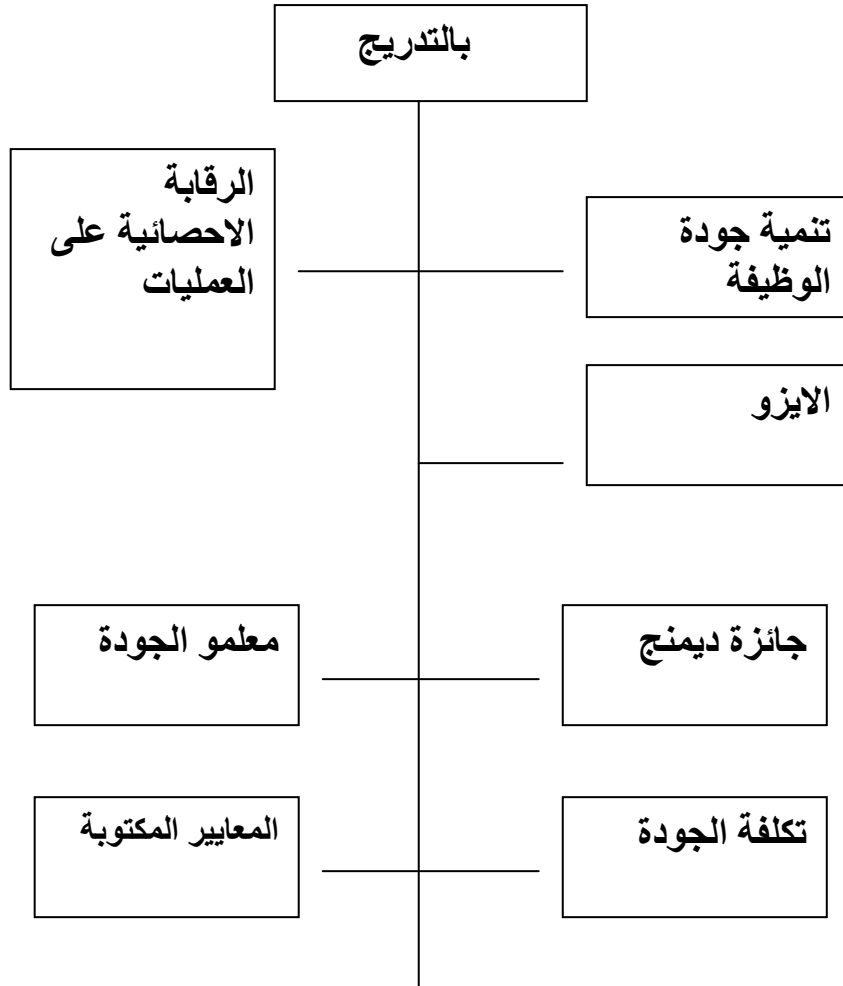 بالتدريج
تنمية جودة
الوظيفة
الرقابة
الاحصائية على
العمليات
الايزو
جائزة ديمنج
معلمو الجودة
تكلفة الجودة
المعايير المكتوبة